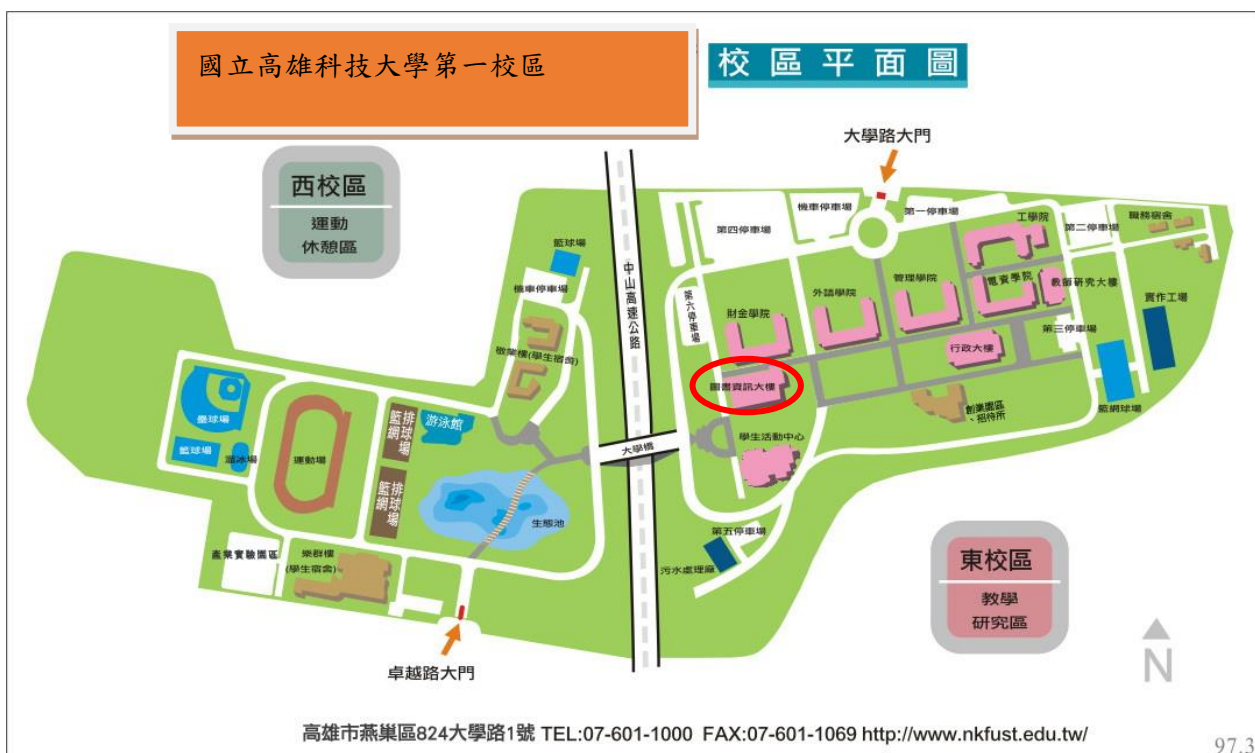 國立高雄科技大學第一校區
校區平面圖
大學路大門
西校區
運動
休憩區
機車停車場
第一停車場
第四停車場
工學院
第二停車場
職務宿舍
籃球場
中山高速公路
機車停車場
第六停車場
財金學院
外語學院
管理學院
電資學院
教師研究大樓
實作工場
第三停車場
行政大樓
敬業樓(學生宿舍)
圖書資訊大樓
創業園區
、招待所
籃網球場
壘球場
籃球場
溜冰場
運動場
排球場
籃網
游泳館
大學橋
學生活動中心
排球場
籃網
生態池
第五停車場
污水處理廠
產業實驗園區
樂群樓
(學生宿舍)
東校區
教學
研究區
卓越路大門
N
高雄市燕巢區824大學路1號 TEL:07-601-1000 FAX:07-601-1069 http://www.nkfust.edu.tw/
97.3